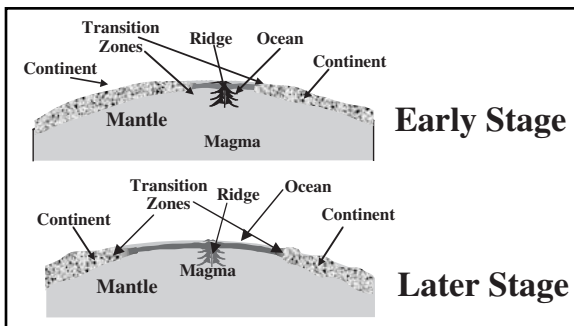 Transition
Zones
Ridge
Ocean
Continent
Continent
Mantle
Magma
Early Stage
Transition
Zones
Ridge
Ocean
Continent
Continent
Mantle
Magma
Later Stage